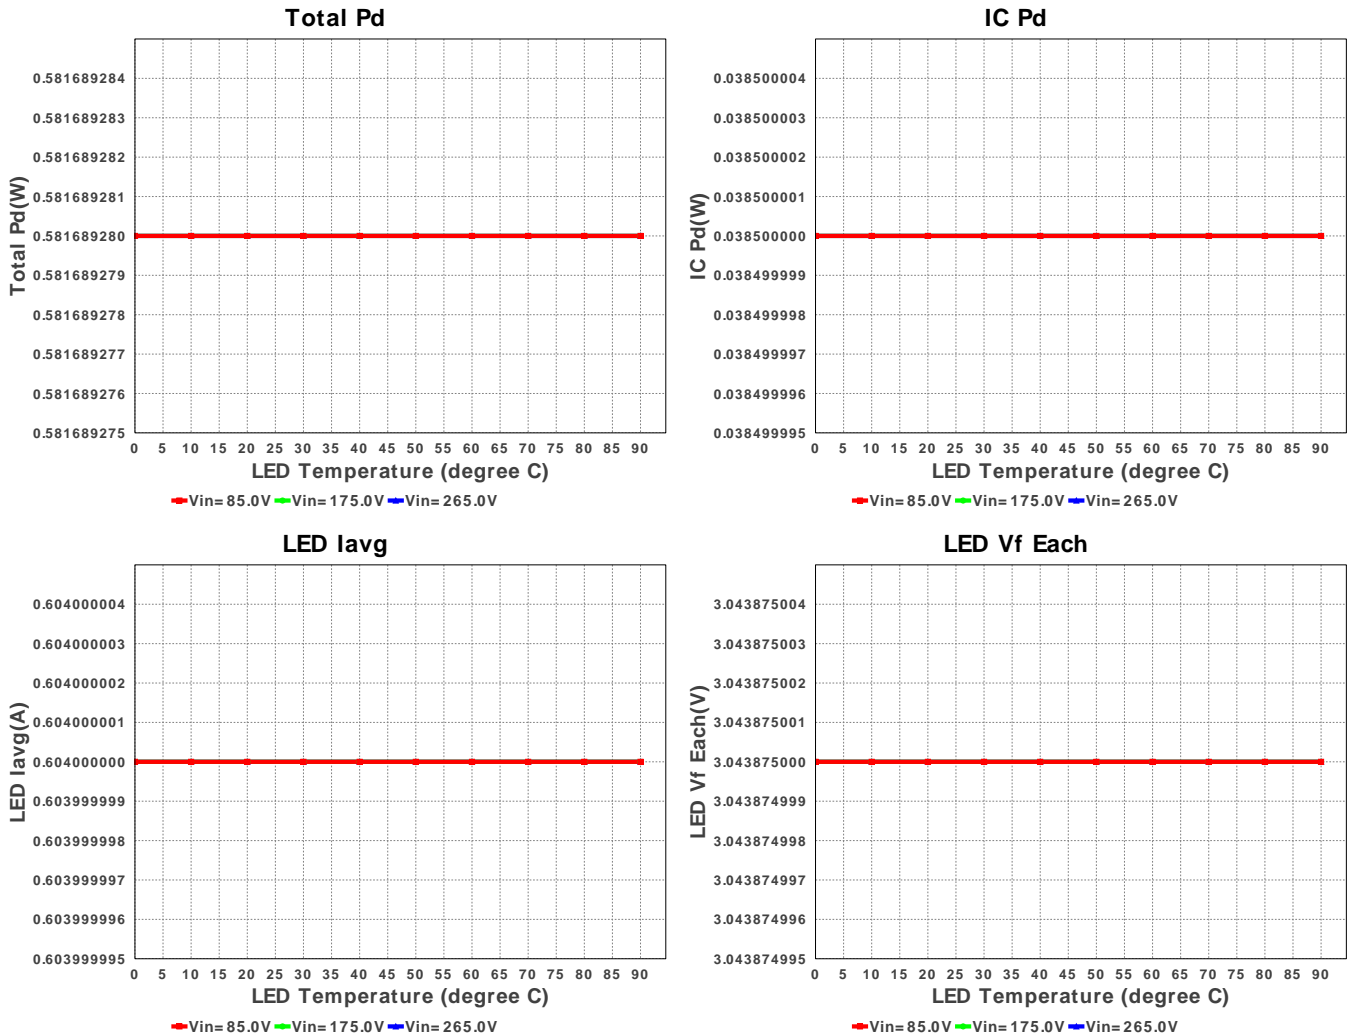 Total Pd
0.581689284
0.581689283
0.581689282
0.581689281
0.581689280
0.581689279
0.581689278
0.581689277
0.581689276
0.581689275
Total Pd(W)
0 5 10 15 20 25 30 35 40 45 50 55 60 65 70 75 80 85 90
LED Temperature (degree C)
Vin=85.0V Vin=175.0V Vin=265.0V
IC Pd
0.038500004
0.038500003
0.038500002
0.038500001
0.038500000
0.038499999
0.038499998
0.038499997
0.038499996
0.038499995
IC Pd(W)
0 5 10 15 20 25 30 35 40 45 50 55 60 65 70 75 80 85 90
LED Temperature (degree C)
Vin=85.0V Vin=175.0V Vin=265.0V
LED Iavg
0.604000004
0.604000003
0.604000002
0.604000001
0.604000000
0.603999999
0.603999998
0.603999997
0.603999996
0.603999995
LED Iavg(A)
0 5 10 15 20 25 30 35 40 45 50 55 60 65 70 75 80 85 90
LED Temperature (degree C)
Vin=85.0V Vin=175.0V Vin=265.0V
LED Vf Each
3.043875004
3.043875003
3.043875002
3.043875001
3.043875000
3.043874999
3.043874998
3.043874997
3.043874996
3.043874995
LED Vf Each(V)
0 5 10 15 20 25 30 35 40 45 50 55 60 65 70 75 80 85 90
LED Temperature (degree C)
Vin=85.0V Vin=175.0V Vin=265.0V